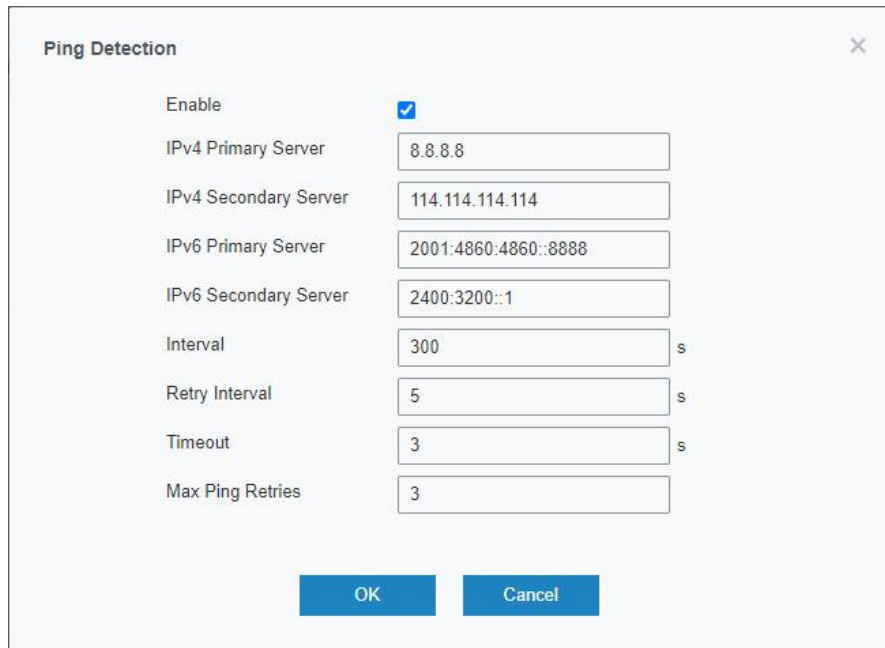 Ping Detection
Enable
IPv4 Primary Server 8.8.8.8
IPv4 Secondary Server 114.114.114.114
IPv6 Primary Server 2001:4860:4860::8888
IPv6 Secondary Server 2400:3200::1
Interval 300 s
Retry Interval 5 s
Timeout 3 s
Max Ping Retries 3
OK Cancel